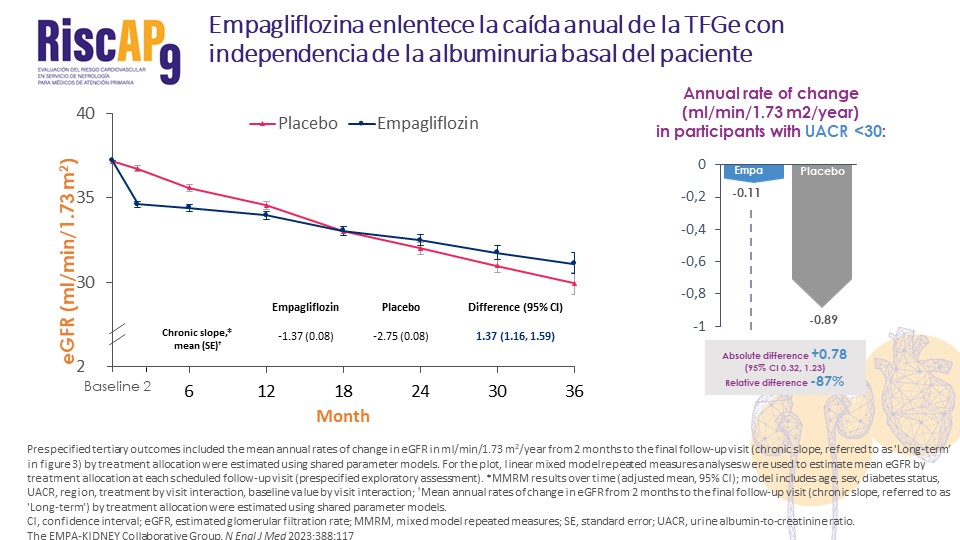 RiscAP9
EVALUACIÓN DEL RIESGO CARDIOVASCULAR
EN SERVICIO DE NEFROLOGÍA
PARA MÉDICOS DE ATENCIÓN PRIMARIA
Empagliflozina enlentece la caída anual de la TFGe con
independencia de la albuminuria basal del paciente
40
35
30
2
eGFR (ml/min/1.73 m²)
Placebo
Empagliflozin
Empagliflozin Placebo Difference (95% CI)
Chronic slope,* -1.37 (0.08) -2.75 (0.08) 1.37 (1.16, 1.59)
mean (SE)†
Baseline 2 6 12 18 24 30 36
Month
Annual rate of change
(ml/min/1.73 m2/year)
in participants with UACR <30:
0
-0,2
-0,4
-0,6
-0,8
-1
Empa
Placebo
-0.11
-0.89
Absolute difference +0.78
(95% CI 0.32, 1.23)
Relative difference -87%
Prespecified tertiary outcomes included the mean annual rates of change in eGFR in ml/min/1.73 m²/year from 2 months to the final follow-up visit (chronic slope, referred to as 'Long-term'
in figure 3) by treatment allocation were estimated using shared parameter models. For the plot, linear mixed model repeated measures analyses were used to estimate mean eGFR by
treatment allocation at each scheduled follow-up visit (prespecified exploratory assessment). *MMRM results over time (adjusted mean, 95% CI); model includes age, sex, diabetes status,
UACR, region, treatment by visit interaction, baseline value by visit interaction; †Mean annual rates of change in eGFR from 2 months to the final follow-up visit (chronic slope, referred to as
'Long-term') by treatment allocation were estimated using shared parameter models.
CI, confidence interval; eGFR, estimated glomerular filtration rate; MMRM, mixed model repeated measures; SE, standard error; UACR, urine albumin-to-creatinine ratio.
The EMPA-KIDNEY Collaborative Group. N Engl J Med 2023;388:117